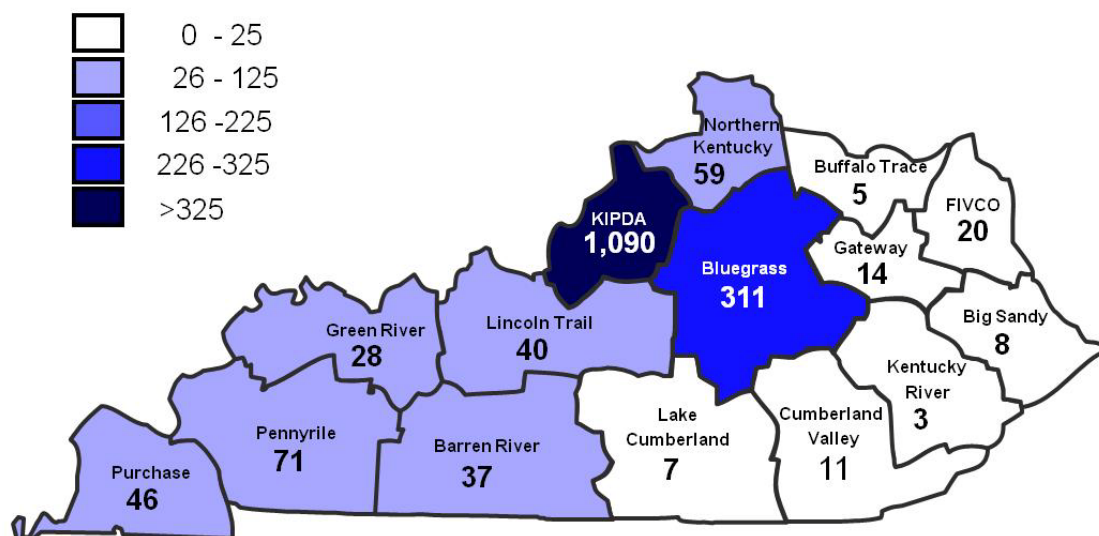 0 - 25
26 - 125
126 -225
226 -325
>325
Northern
Kentucky
59
Buffalo Trace
5
FIVCO
20
KIPDA
1,090
Gateway
14
Bluegrass
311
Big Sandy
8
Green River
28
Lincoln Trail
40
Kentucky
River
3
Lake
Cumberland
7
Cumberland
Valley
11
Pennyrile
71
Barren River
37
Purchase
46